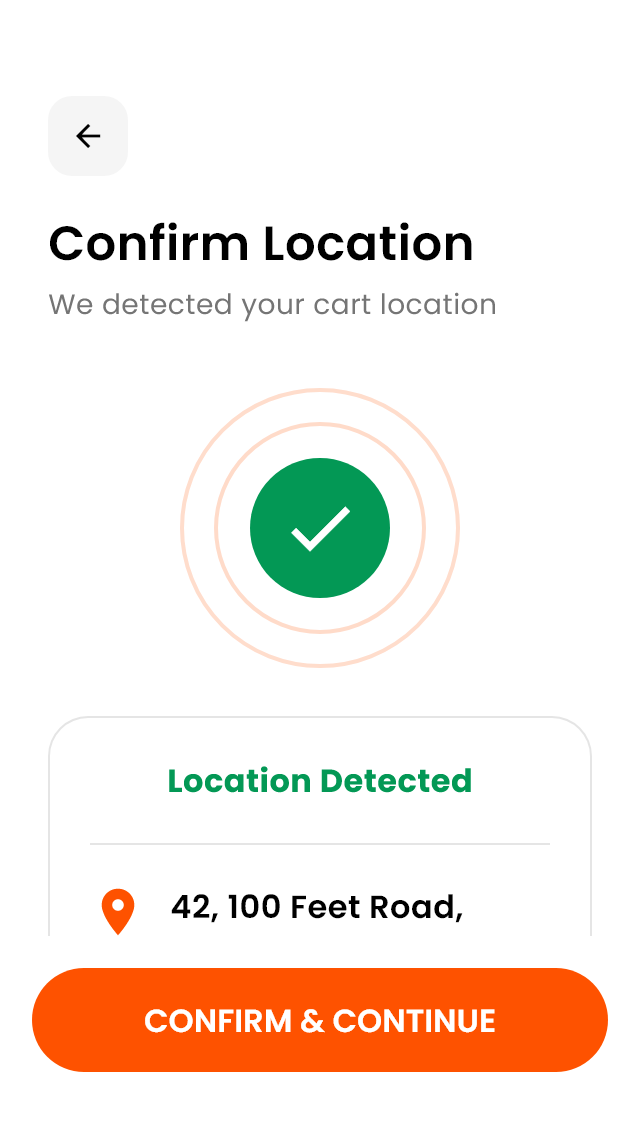 Confirm Location
We detected your cart location
Location Detected
42, 100 Feet Road,
CONFIRM & CONTINUE